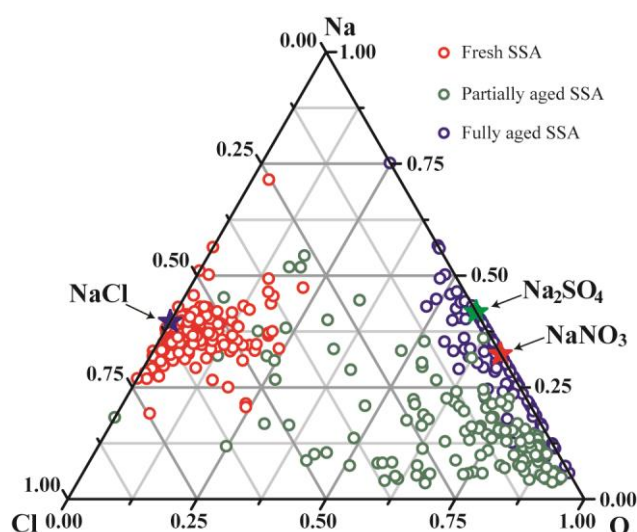 Na
0.00 1.00
Fresh SSA
Partially aged SSA
Fully aged SSA
0.25 0.75
0.50 0.50
NaCl
Na₂SO₄
NaNO₃
0.75 0.25
1.00 0.00
Cl O
0.00 0.25 0.50 0.75 1.00